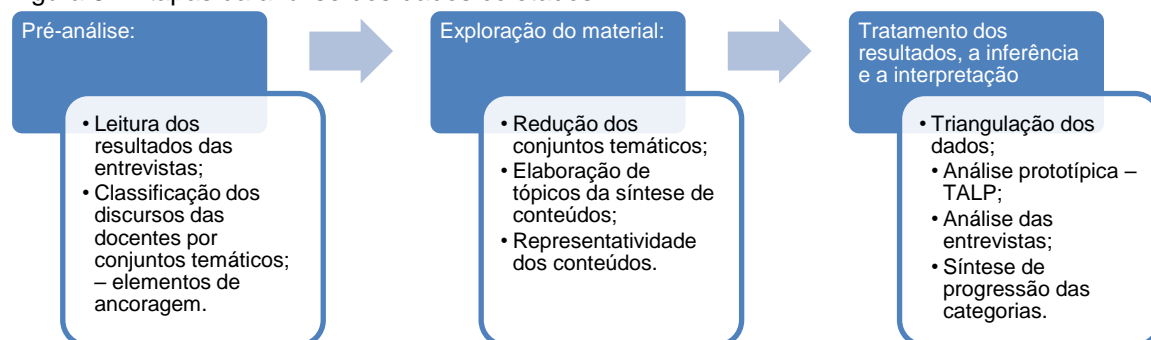 Pré-análise:
• Leitura dos
resultados das
entrevistas;
• Classificação dos
discursos das
docentes por
conjuntos temáticos;
– elementos de
ancoragem.
Exploração do material:
• Redução dos
conjuntos temáticos;
• Elaboração de
tópicos da síntese de
conteúdos;
• Representatividade
dos conteúdos.
Tratamento dos
resultados, a inferência
e a interpretação
• Triangulação dos
dados;
• Análise prototípica –
TALP;
• Análise das
entrevistas;
• Síntese de
progressão das
categorias.